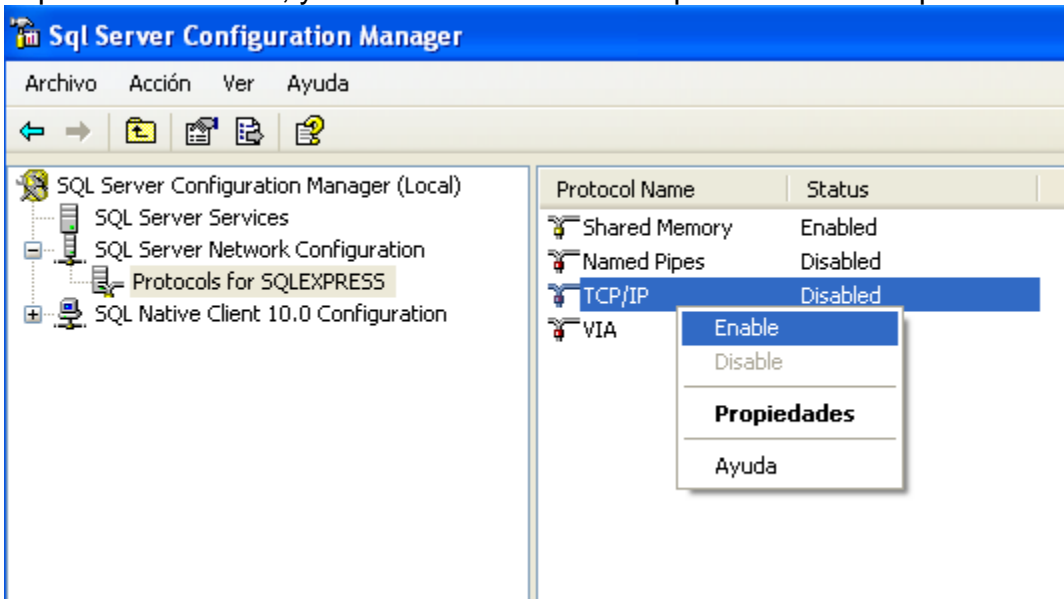 Sql Server Configuration Manager
Archivo Acción Ver Ayuda
SQL Server Configuration Manager (Local)
SQL Server Services
SQL Server Network Configuration
Protocols for SQLEXPRESS
SQL Native Client 10.0 Configuration
Protocol Name Status
Shared Memory Enabled
Named Pipes Disabled
TCP/IP Disabled
VIA
Enable
Disable
Propiedades
Ayuda